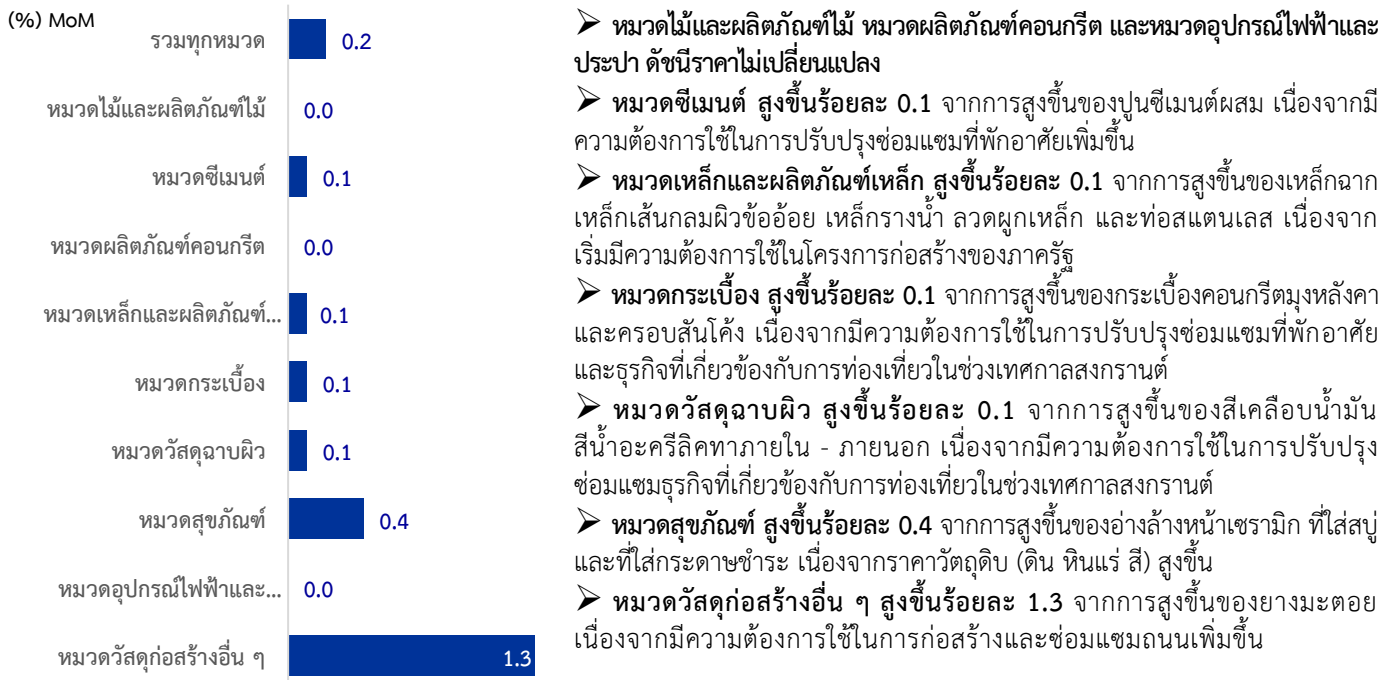 (%) MoM
รวมทุกหมวด 0.2
หมวดไม้และผลิตภัณฑ์ไม้ 0.0
หมวดซีเมนต์ 0.1
หมวดผลิตภัณฑ์คอนกรีต 0.0
หมวดเหล็กและผลิตภัณฑ์... 0.1
หมวดกระเบื้อง 0.1
หมวดวัสดุฉาบผิว 0.1
หมวดสุขภัณฑ์ 0.4
หมวดอุปกรณ์ไฟฟ้าและ... 0.0
หมวดวัสดุก่อสร้างอื่น ๆ 1.3
➢ หมวดไม้และผลิตภัณฑ์ไม้ หมวดผลิตภัณฑ์คอนกรีต และหมวดอุปกรณ์ไฟฟ้าและ
ประปา ดัชนีราคาไม่เปลี่ยนแปลง
➢ หมวดซีเมนต์ สูงขึ้นร้อยละ 0.1 จากการสูงขึ้นของปูนซีเมนต์ผสม เนื่องจากมี
ความต้องการใช้ในการปรับปรุงซ่อมแซมที่พักอาศัยเพิ่มขึ้น
➢ หมวดเหล็กและผลิตภัณฑ์เหล็ก สูงขึ้นร้อยละ 0.1 จากการสูงขึ้นของเหล็กฉาก
เหล็กเส้นกลมผิวข้ออ้อย เหล็กรางน้ำ ลวดผูกเหล็ก และท่อสแตนเลส เนื่องจาก
เริ่มมีความต้องการใช้ในโครงการก่อสร้างของภาครัฐ
➢ หมวดกระเบื้อง สูงขึ้นร้อยละ 0.1 จากการสูงขึ้นของกระเบื้องคอนกรีตมุงหลังคา
และครอบสันโค้ง เนื่องจากมีความต้องการใช้ในการปรับปรุงซ่อมแซมที่พักอาศัย
และธุรกิจที่เกี่ยวข้องกับการท่องเที่ยวในช่วงเทศกาลสงกรานต์
➢ หมวดวัสดุฉาบผิว สูงขึ้นร้อยละ 0.1 จากการสูงขึ้นของสีเคลือบน้ำมัน
สีน้ำอะครีลิคทาภายใน - ภายนอก เนื่องจากมีความต้องการใช้ในการปรับปรุง
ซ่อมแซมธุรกิจที่เกี่ยวข้องกับการท่องเที่ยวในช่วงเทศกาลสงกรานต์
➢ หมวดสุขภัณฑ์ สูงขึ้นร้อยละ 0.4 จากการสูงขึ้นของอ่างล้างหน้าเซรามิก ที่ใส่สบู่
และที่ใส่กระดาษชำระ เนื่องจากราคาวัตถุดิบ (ดิน หินแร่ สี) สูงขึ้น
➢ หมวดวัสดุก่อสร้างอื่น ๆ สูงขึ้นร้อยละ 1.3 จากการสูงขึ้นของยางมะตอย
เนื่องจากมีความต้องการใช้ในการก่อสร้างและซ่อมแซมถนนเพิ่มขึ้น